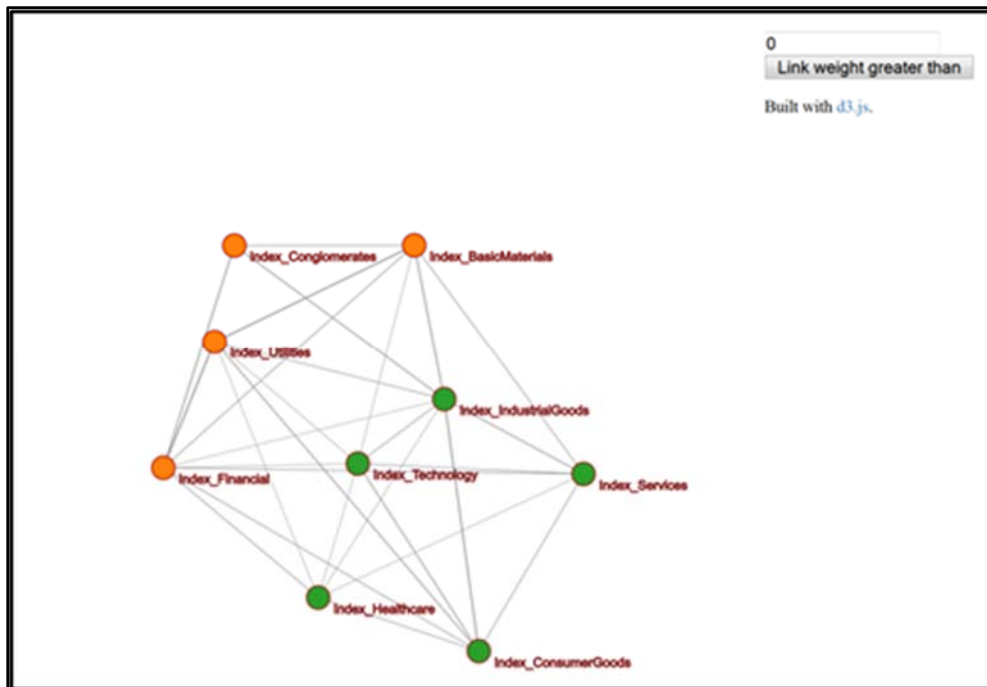 0
Link weight greater than
Built with d3.js.
Index_Conglomerates
Index_BasicMaterials
Index_Utilities
Index_IndustrialGoods
Index_Financial
Index_Technology
Index_Services
Index_Healthcare
Index_ConsumerGoods